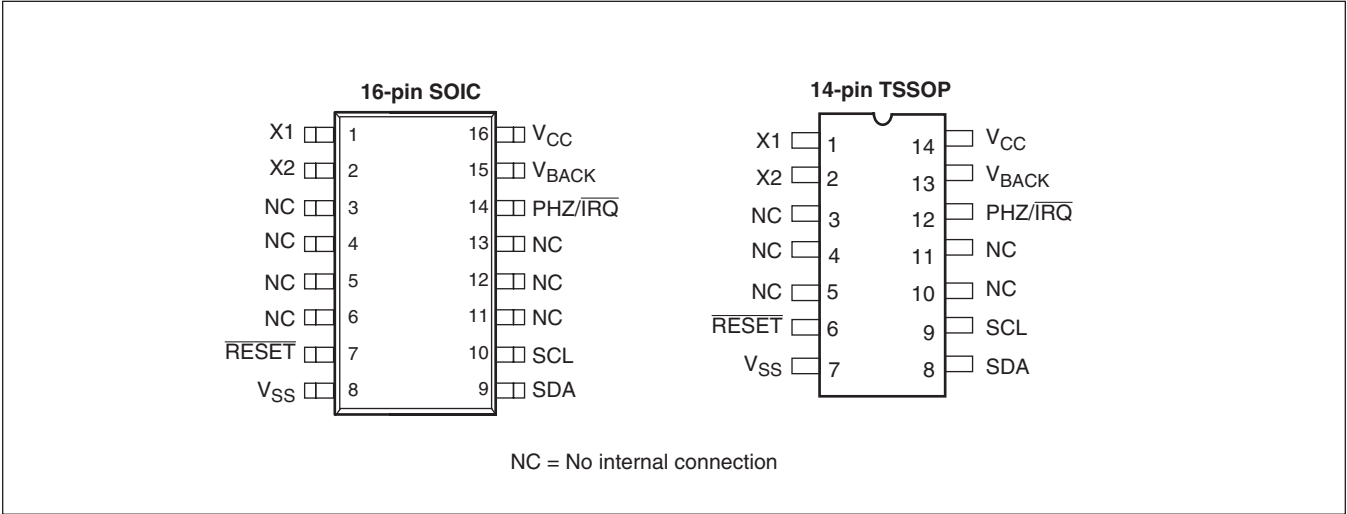 16-pin SOIC
X1 1 16 VCC
X2 2 15 VBACK
NC 3 14 PHZ/IRQ
NC 4 13 NC
NC 5 12 NC
NC 6 11 NC
RESET 7 10 SCL
VSS 8 9 SDA
14-pin TSSOP
X1 1 14 VCC
X2 2 13 VBACK
NC 3 12 PHZ/IRQ
NC 4 11 NC
NC 5 10 NC
RESET 6 9 SCL
VSS 7 8 SDA
NC = No internal connection